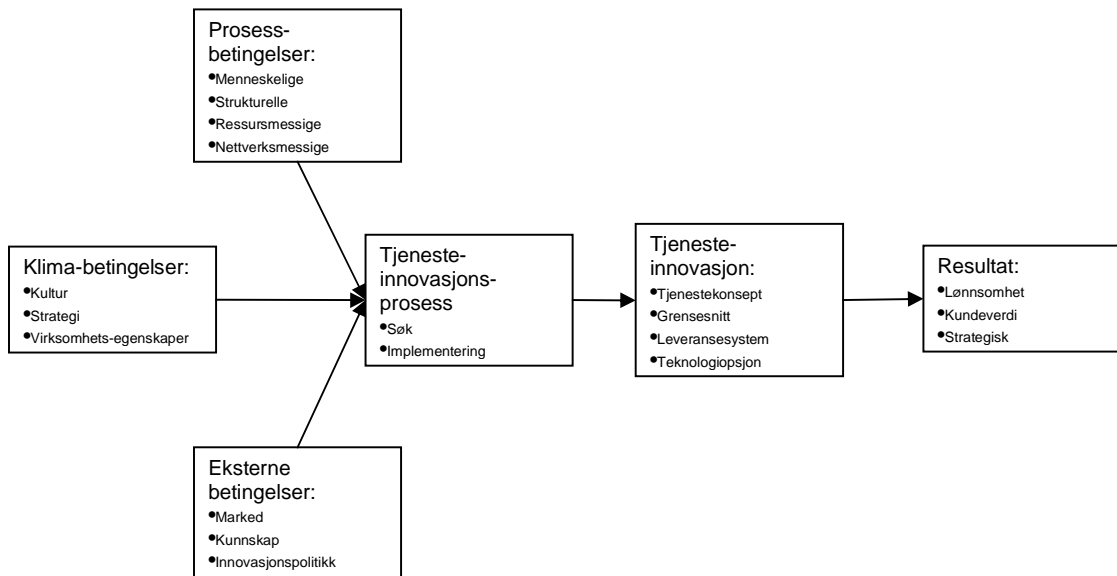 Prosess-
betingelser:
•Menneskelige
•Strukturelle
•Ressursmessige
•Nettverksmessige
Klima-betingelser:
•Kultur
•Strategi
•Virksomhets-egenskaper
Tjeneste-
innovasjons-
prosess
•Søk
•Implementering
Tjeneste-
innovasjon:
•Tjenestekonsept
•Grensesnitt
•Leveransesystem
•Teknologiopsjon
Resultat:
•Lønnsomhet
•Kundeverdi
•Strategisk
Eksterne
betingelser:
•Marked
•Kunnskap
•Innovasjonspolitikk